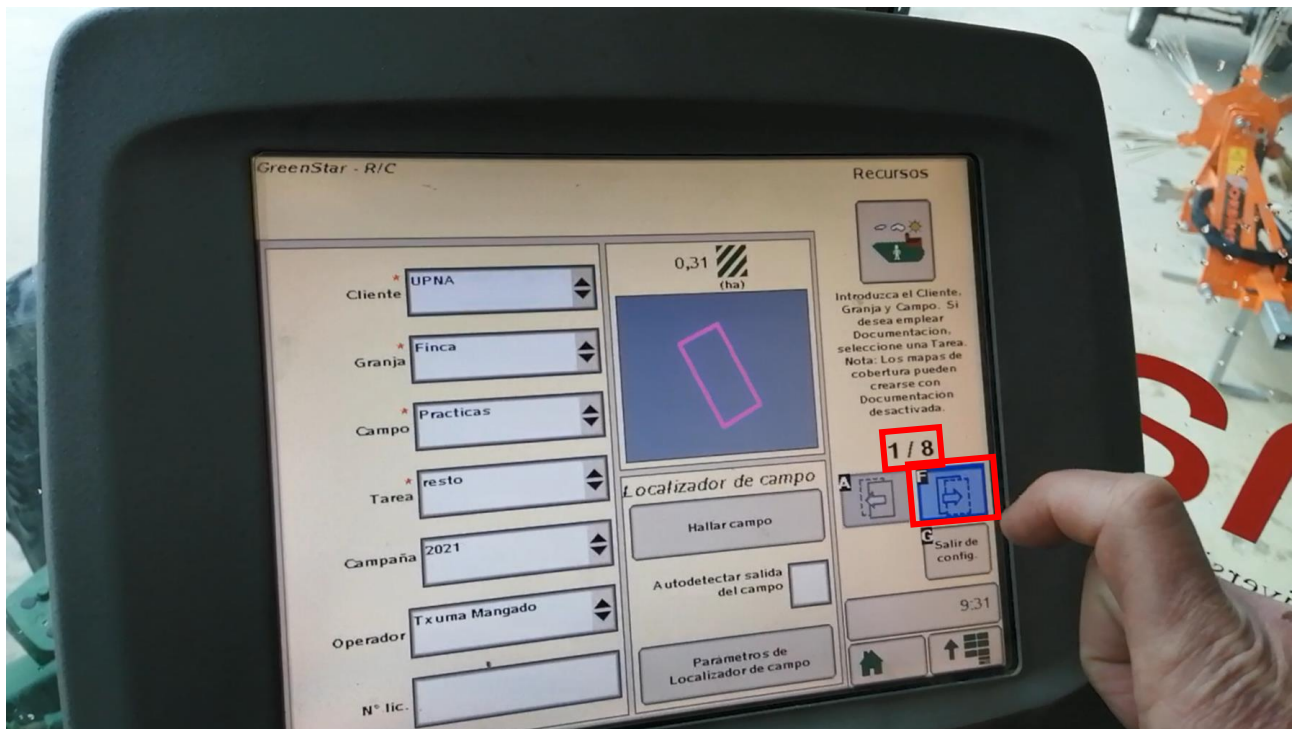 GreenStar - R/C
Recursos
* Cliente
UPNA
* Granja
Finca
* Campo
Practicas
* Tarea
resto
Campaña
2021
Operador
Txuma Mangado
Nº lic.
0,31
(ha)
Localizador de campo
Hallar campo
Autodetectar salida
del campo
Parametros de
Localizador de campo
Introduzca el Cliente,
Granja y Campo. Si
desea emplear
Documentacion,
seleccione una Tarea.
Nota: Los mapas de
cobertura pueden
crearse con
Documentacion
desactivada.
1 / 8
A
F
G
Salir de
config.
9:31